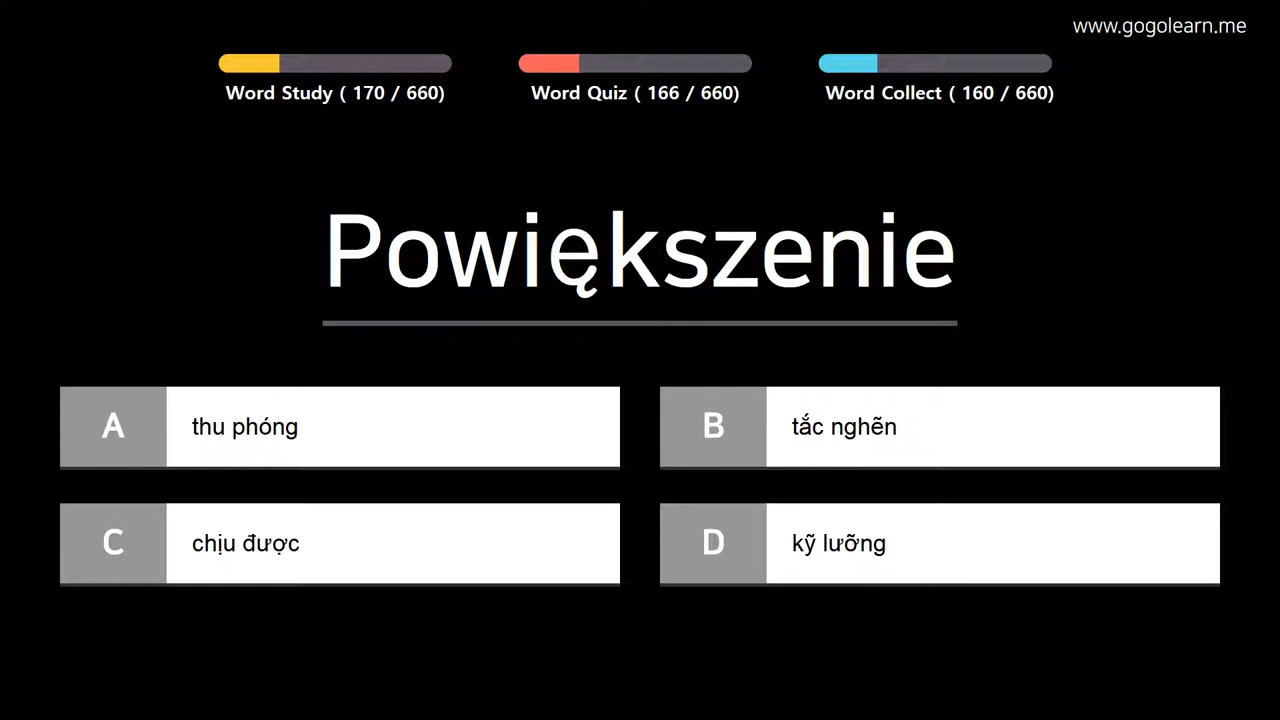 www.gogolearn.me
Word Study ( 170 / 660)
Word Quiz ( 166 / 660)
Word Collect ( 160 / 660)
Powiększenie
A thu phóng
B tắc nghẽn
C chịu được
D kỹ lưỡng